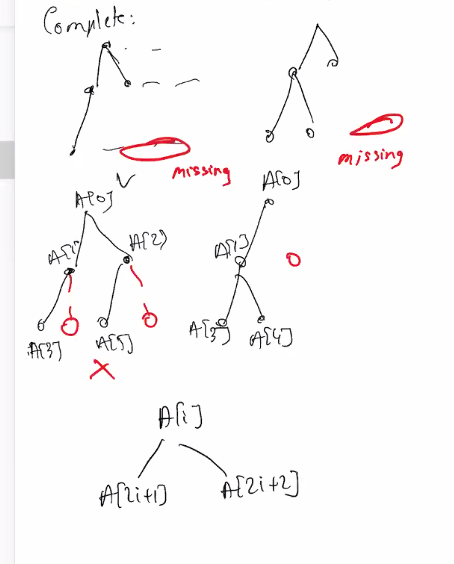 Complete:
missing
missing
A[0]
A[0]
A[1]
A[2]
A[1]
A[3]
A[5]
A[3]
A[4]
A[i]
A[2i+1]
A[2i+2]